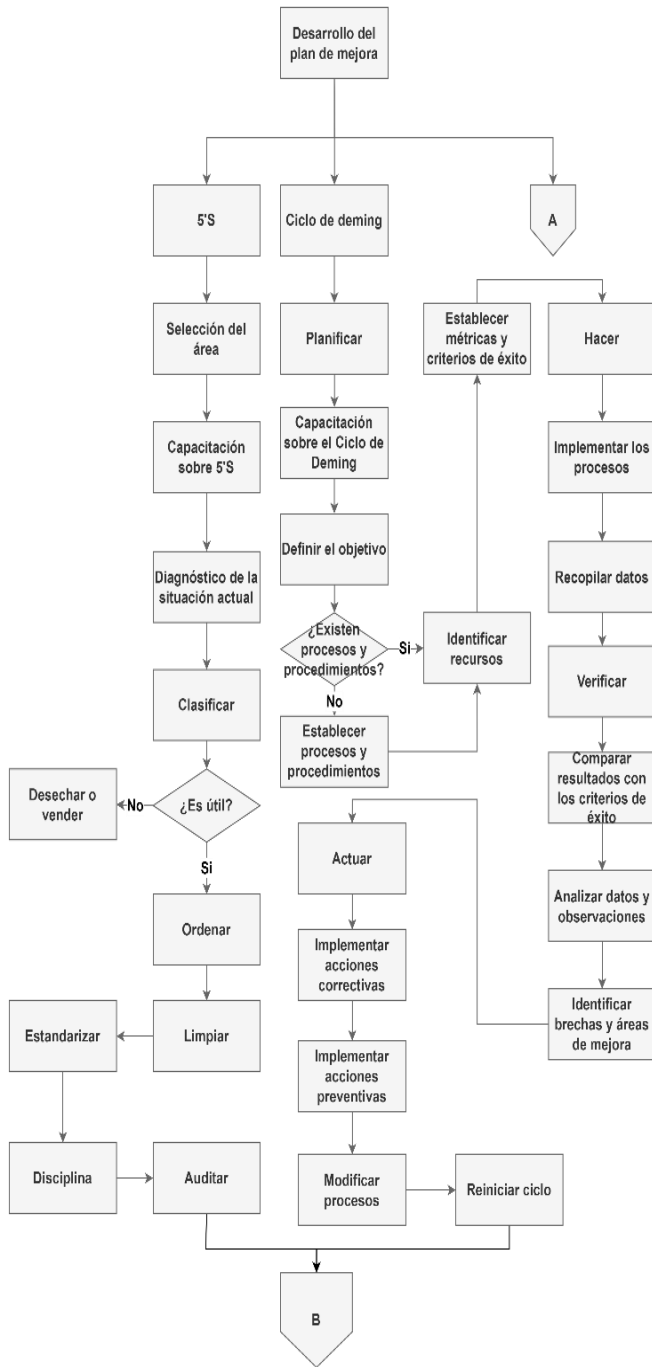 Desarrollo del
plan de mejora
5'S
Ciclo de deming
A
Selección del
área
Planificar
Establecer
métricas y
criterios de éxito
Hacer
Capacitación
sobre 5'S
Capacitación
sobre el Ciclo de
Deming
Implementar los
procesos
Diagnóstico de la
situación actual
Definir el objetivo
Recopilar datos
¿Existen
procesos y
procedimientos?
Si
Identificar
recursos
Clasificar
Verificar
No
Establecer
procesos y
procedimientos
Desechar o
vender
No
¿Es útil?
Comparar
resultados con
los criterios de
éxito
Si
Actuar
Ordenar
Analizar datos y
observaciones
Implementar
acciones
correctivas
Estandarizar
Limpiar
Identificar
brechas y áreas
de mejora
Implementar
acciones
preventivas
Disciplina
Auditar
Modificar
procesos
Reiniciar ciclo
B